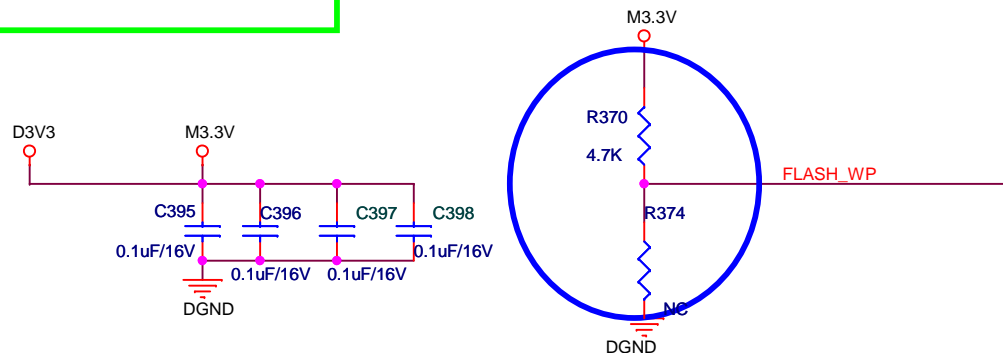 M3.3V
D3V3
M3.3V
R370
4.7K
FLASH_WP
C395
C396
C397
C398
R374
0.1uF/16V
0.1uF/16V
0.1uF/16V
0.1uF/16V
DGND
NC
DGND